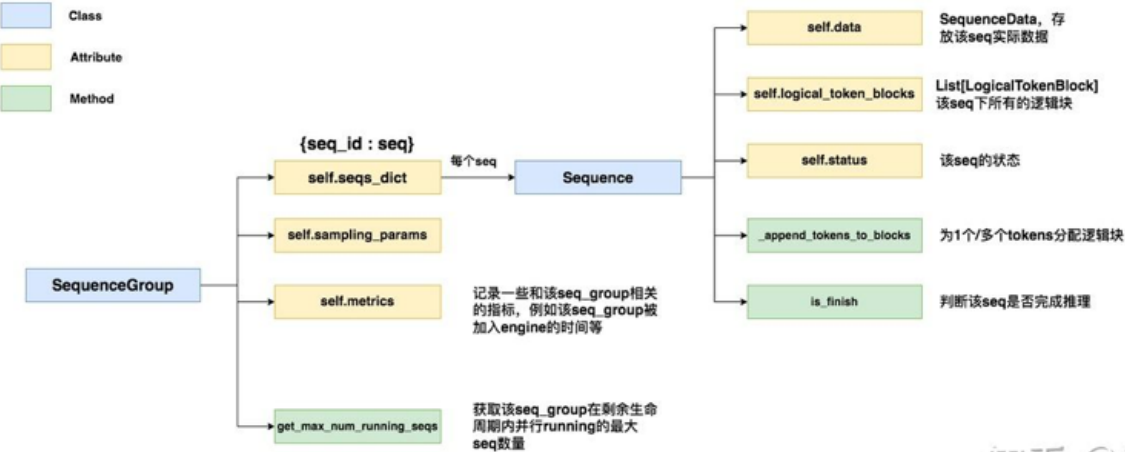 Class
Attribute
Method
{seq_id : seq}
self.seqs_dict
每个seq
self.sampling_params
SequenceGroup
self.metrics
记录一些和该seq_group相关
的指标，例如该seq_group被
加入engine的时间等
get_max_num_running_seqs
获取该seq_group在剩余生命
周期内并行running的最大
seq数量
Sequence
self.data
SequenceData，存
放该seq实际数据
self.logical_token_blocks
List[LogicalTokenBlock]
该seq下所有的逻辑块
self.status
该seq的状态
_append_tokens_to_blocks
为1个/多个tokens分配逻辑块
is_finish
判断该seq是否完成推理